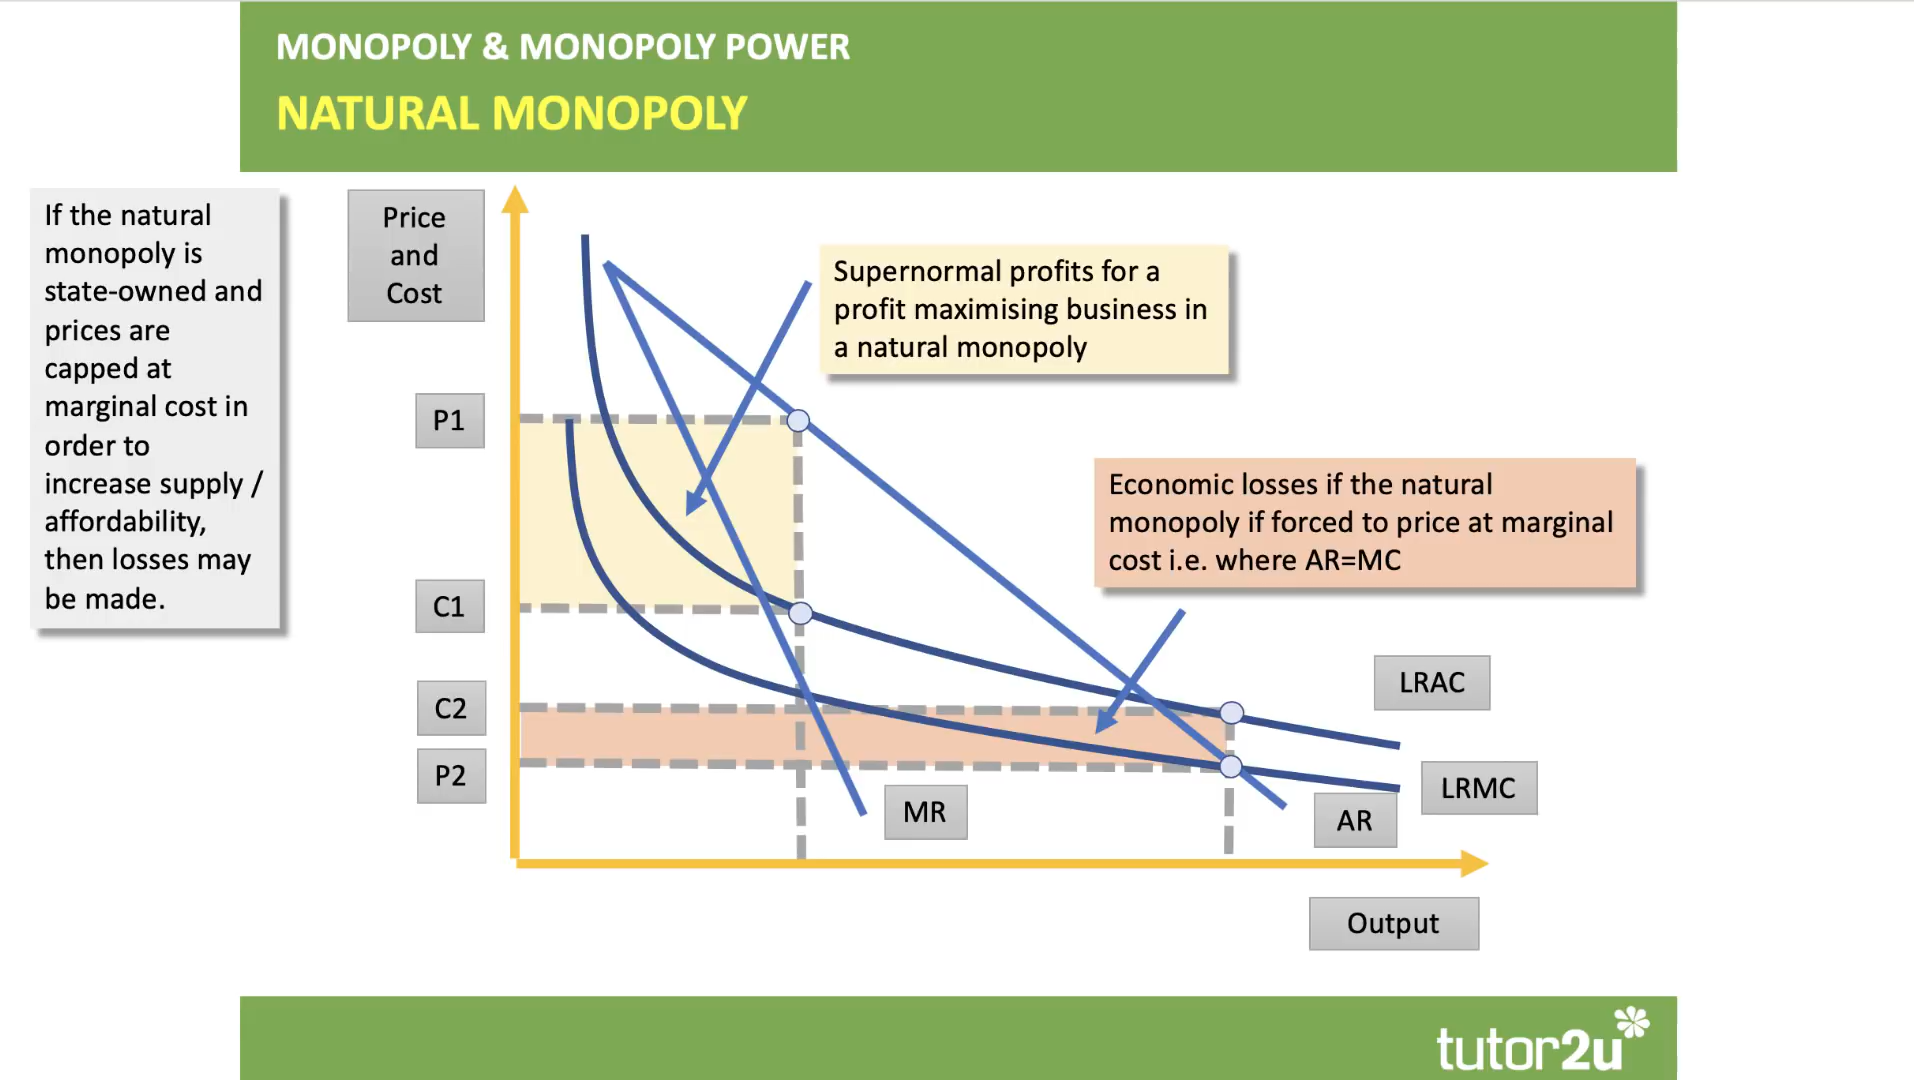 MONOPOLY & MONOPOLY POWER
NATURAL MONOPOLY
If the natural
monopoly is
state-owned and
prices are
capped at
marginal cost in
order to
increase supply /
affordability,
then losses may
be made.
Price
and
Cost
Supernormal profits for a
profit maximising business in
a natural monopoly
P1
Economic losses if the natural
monopoly if forced to price at marginal
cost i.e. where AR=MC
C1
LRAC
C2
P2
LRMC
MR
AR
Output
tutor2u